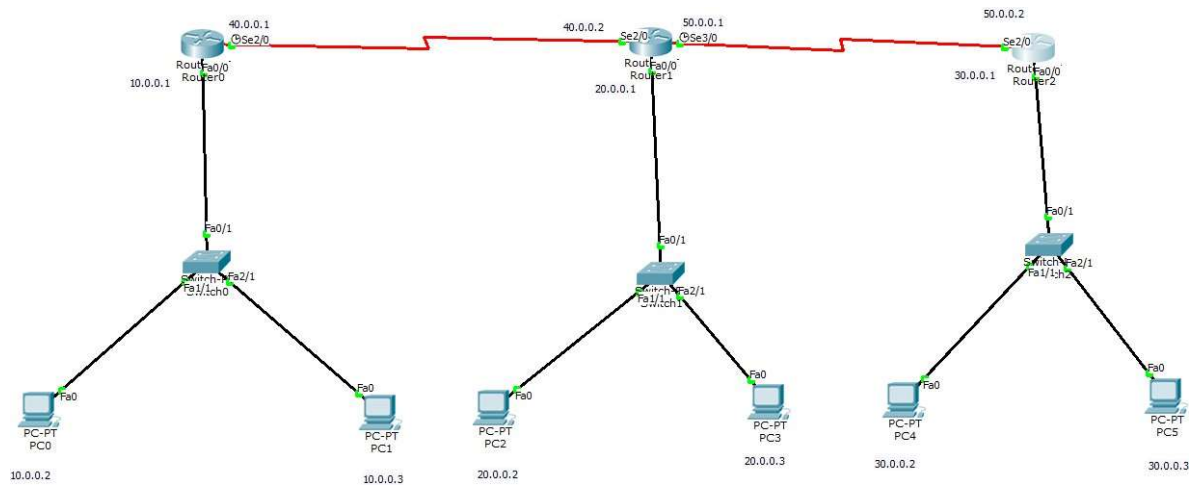 40.0.0.1
Se2/0
Rout
Fa0/0
Router0
10.0.0.1
40.0.0.2
Se2/0
50.0.0.1
Se3/0
Rout
Fa0/0
Router1
20.0.0.1
50.0.0.2
Se2/0
Rout
Fa0/0
Router2
30.0.0.1
Fa0/1
Fa2/1
Fa1/1
Switch0
Fa0/1
Fa2/1
Fa1/1
Fa0/1
Fa2/1
Fa1/1
Fa0
PC-PT
PC0
10.0.0.2
Fa0
PC-PT
PC1
10.0.0.3
Fa0
PC-PT
PC2
20.0.0.2
Fa0
PC-PT
PC3
20.0.0.3
Fa0
PC-PT
PC4
30.0.0.2
Fa0
PC-PT
PC5
30.0.0.3